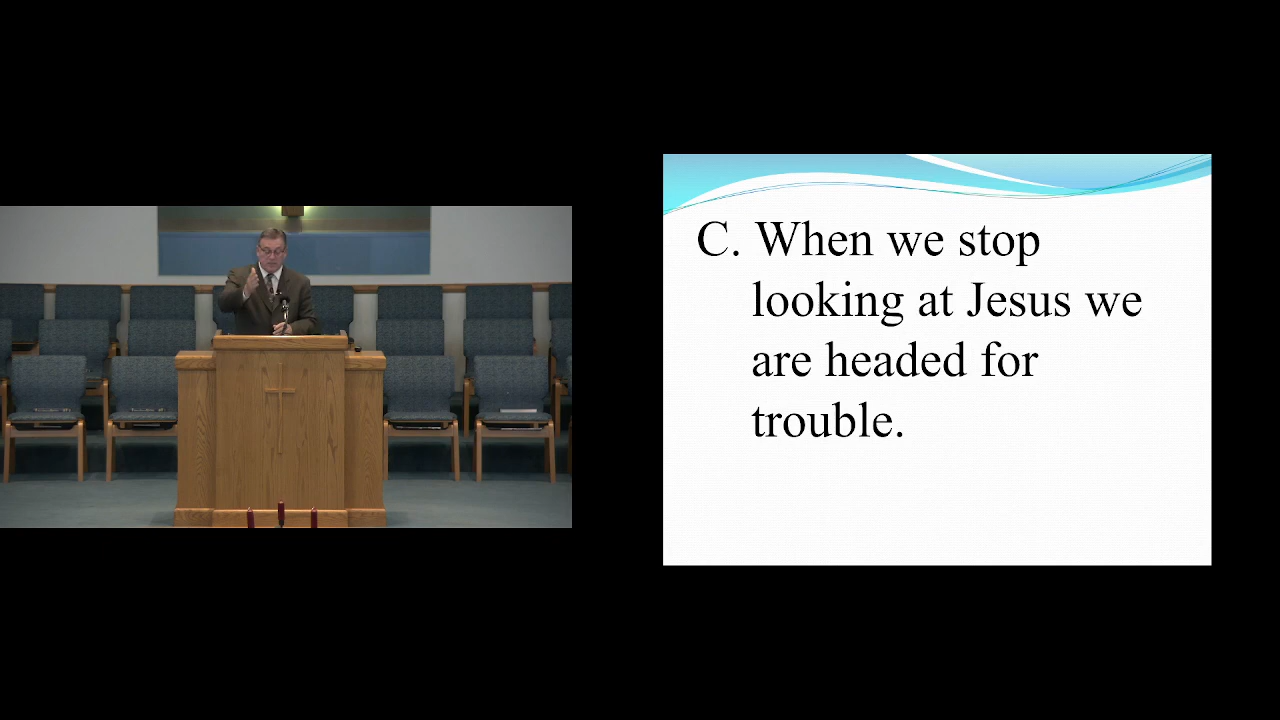 C. When we stop
looking at Jesus we
are headed for
trouble.